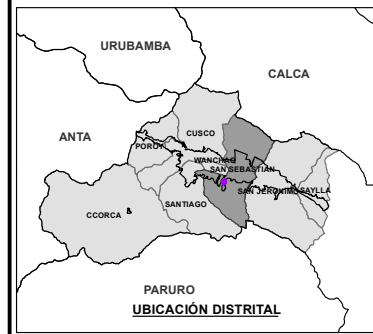 URUBAMBA
CALCA
ANTA
CUSCO
POROY
WANCHAQ
SAN SEBASTIAN
SAN JERONIMO
SAYLLA
CCORCA
SANTIAGO
PARURO
UBICACIÓN DISTRITAL